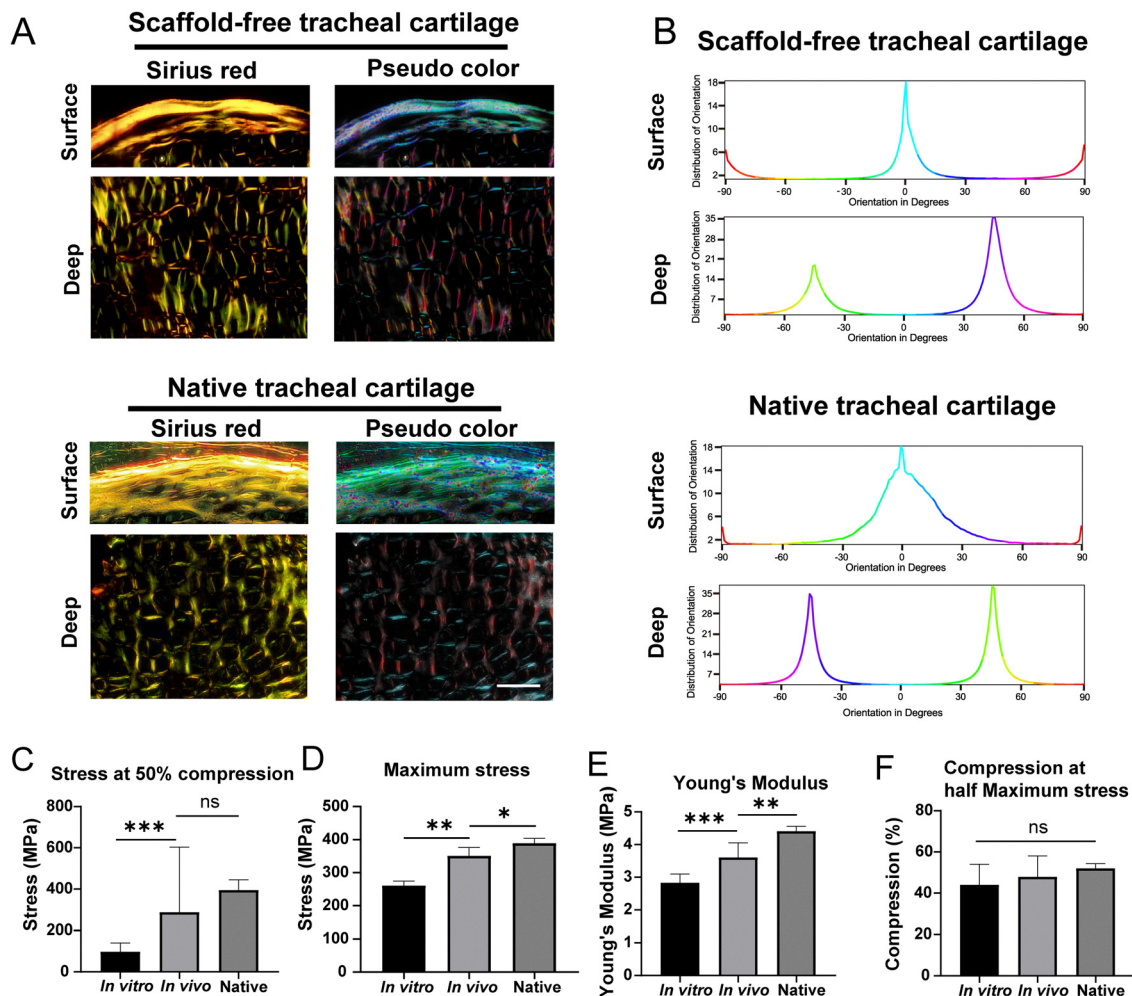 A
Scaffold-free tracheal cartilage
Sirius red
Pseudo color
Surface
Deep
Native tracheal cartilage
Sirius red
Pseudo color
Surface
Deep
B
Scaffold-free tracheal cartilage
Surface
Distribution of Orientation
18
14
10
6
2
-90 -60 -30 0 30 60 90
Orientation in Degrees
Deep
Distribution of Orientation
35
28
21
14
7
-90 -60 -30 0 30 60 90
Orientation in Degrees
Native tracheal cartilage
Surface
Distribution of Orientation
18
14
10
6
2
-90 -60 -30 0 30 60 90
Orientation in Degrees
Deep
Distribution of Orientation
35
28
21
14
7
-90 -60 -30 0 30 60 90
Orientation in Degrees
C
Stress at 50% compression
Stress (MPa)
800
600
400
200
0
***
ns
In vitro In vivo Native
D
Maximum stress
Stress (MPa)
500
400
300
200
100
0
**
*
In vitro In vivo Native
E
Young's Modulus
Young's Modulus (MPa)
5
4
3
2
1
0
***
**
In vitro In vivo Native
F
Compression at
half Maximum stress
Compression (%)
80
60
40
20
0
ns
In vitro In vivo Native